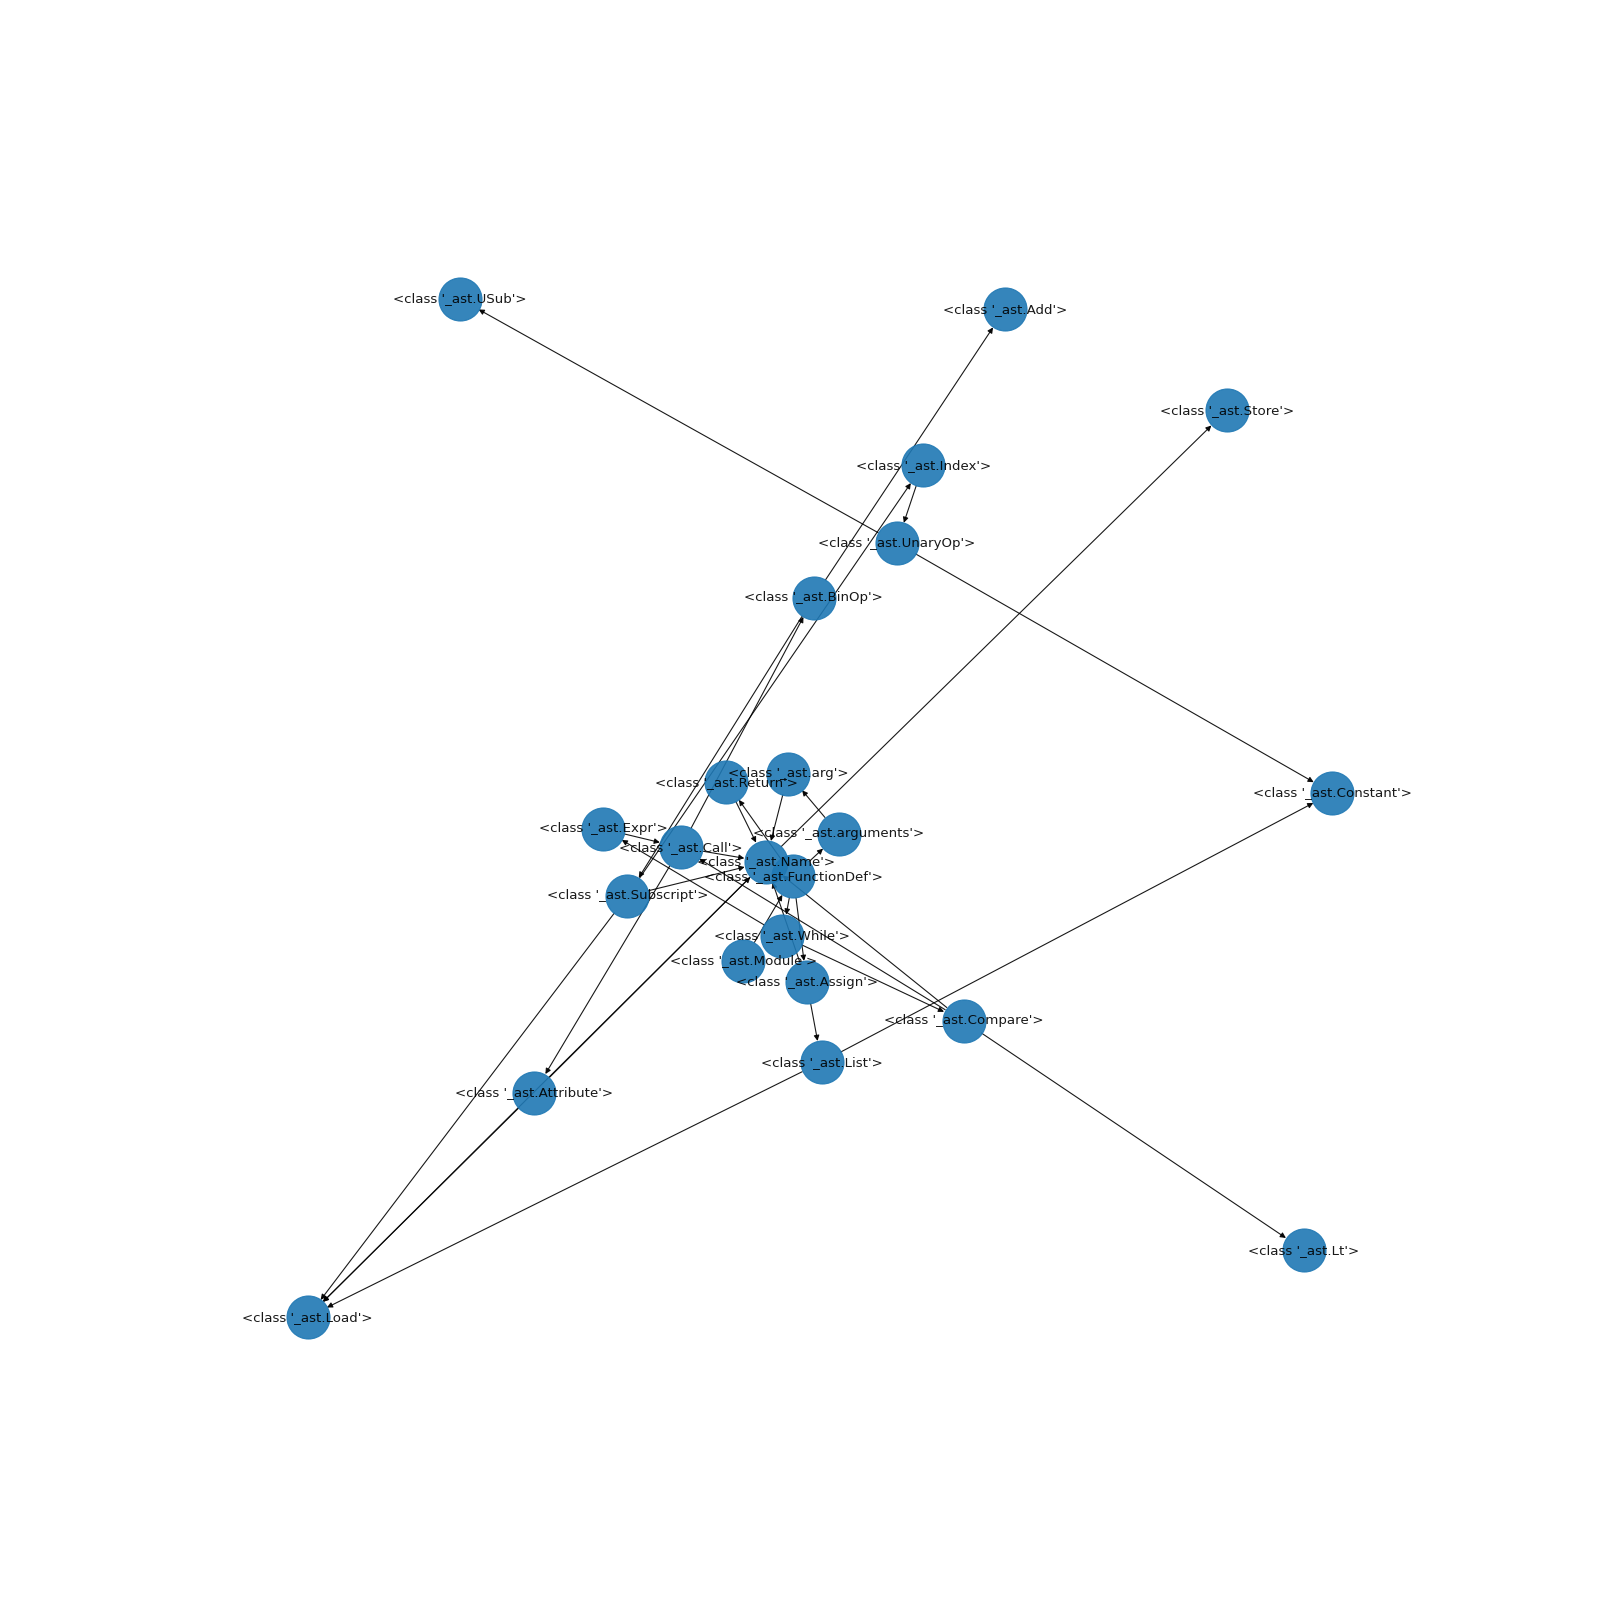 <class '_ast.USub'>
<class '_ast.Add'>
<class '_ast.Store'>
<class '_ast.Index'>
<class '_ast.UnaryOp'>
<class '_ast.BinOp'>
<class '_ast.arg'>
<class '_ast.Return'>
<class '_ast.Constant'>
<class '_ast.Expr'>
<class '_ast.arguments'>
<class '_ast.Call'>
<class '_ast.Name'>
<class '_ast.FunctionDef'>
<class '_ast.Subscript'>
<class '_ast.While'>
<class '_ast.Module'>
<class '_ast.Assign'>
<class '_ast.Compare'>
<class '_ast.List'>
<class '_ast.Attribute'>
<class '_ast.Lt'>
<class '_ast.Load'>